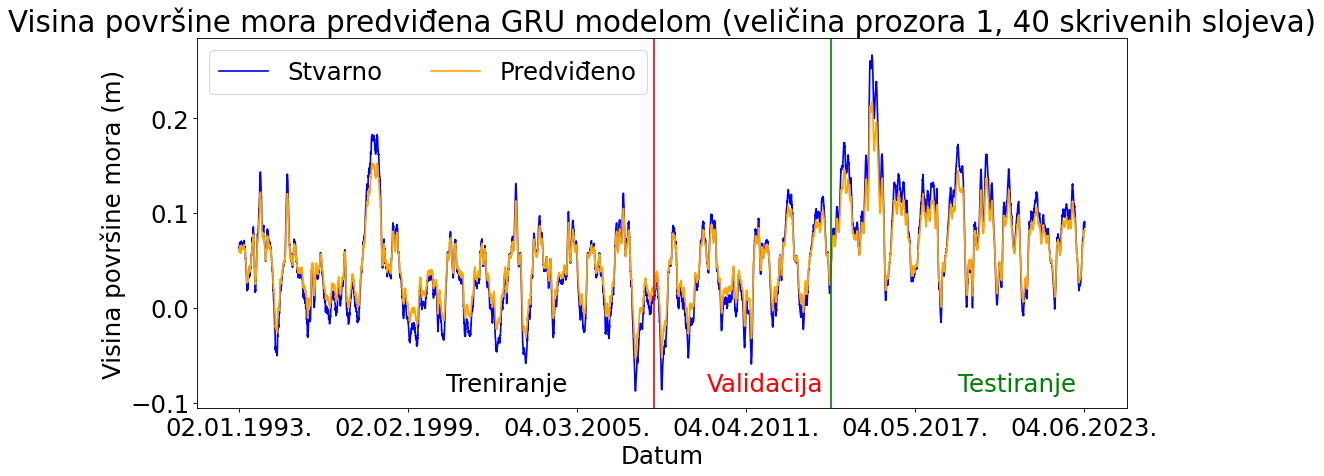 Visina površine mora predviđena GRU modelom (veličina prozora 1, 40 skrivenih slojeva)
Stvarno
Predviđeno
Visina površine mora (m)
0.2
0.1
0.0
−0.1
Treniranje
Validacija
Testiranje
02.01.1993.
02.02.1999.
04.03.2005.
04.04.2011.
04.05.2017.
04.06.2023.
Datum